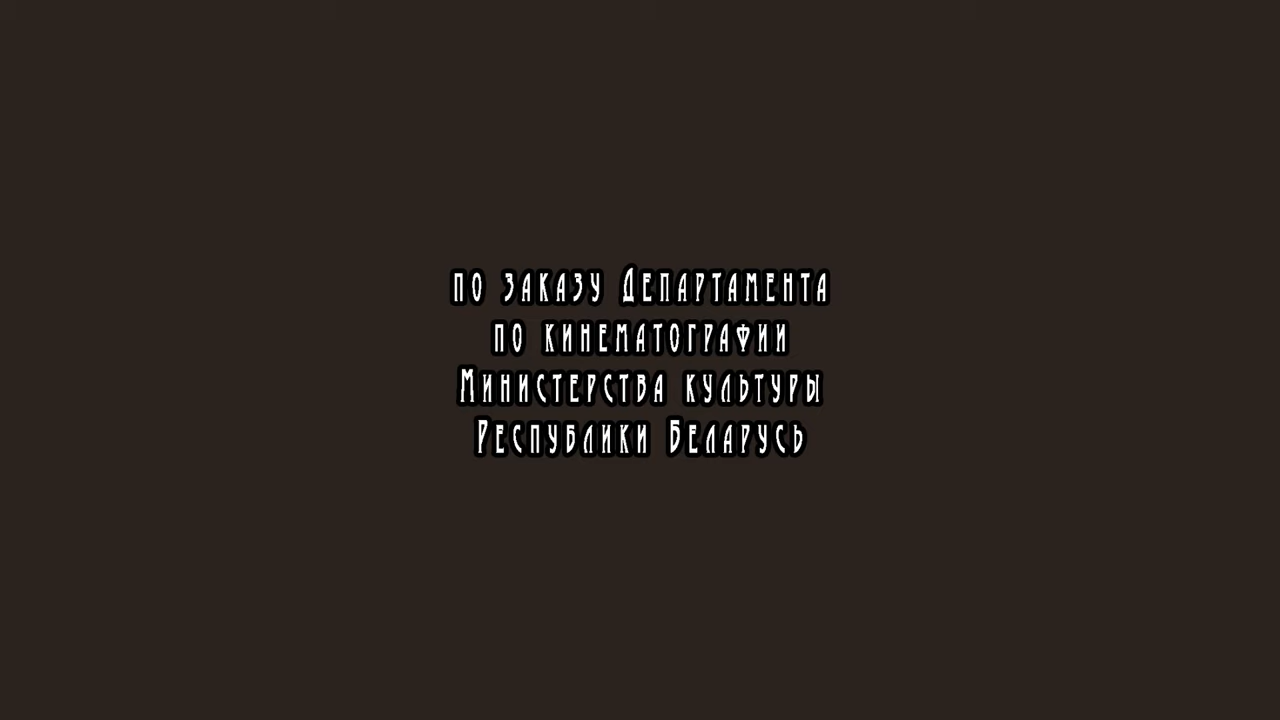 по заказу Департамента
по кинематографии
Министерства культуры
Республики Беларусь